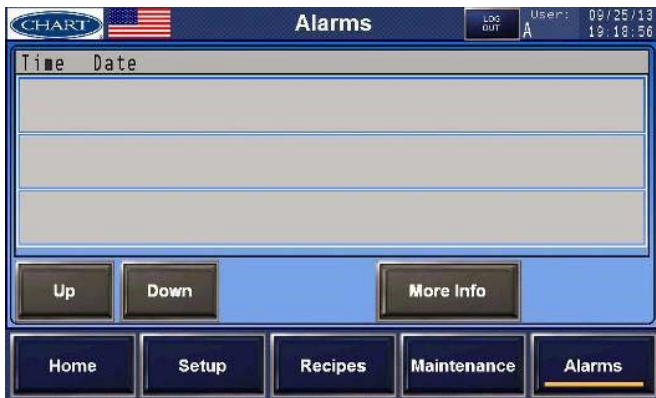 CHART
Alarms
LOG OUT
User:
A
09/25/13
19:18:56
Time Date
Up
Down
More Info
Home
Setup
Recipes
Maintenance
Alarms